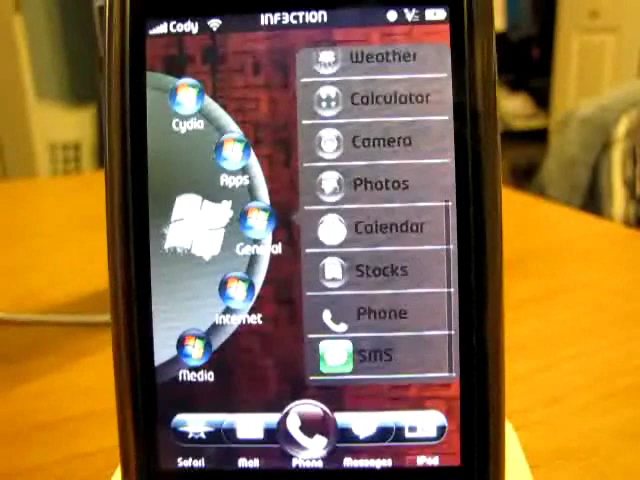 Cody
INF3CTION
Weather
Cydia
Calculator
Apps
Camera
Photos
General
Calendar
Stocks
Internet
Phone
Media
SMS
Safari
Mail
Phone
Messages
iPod